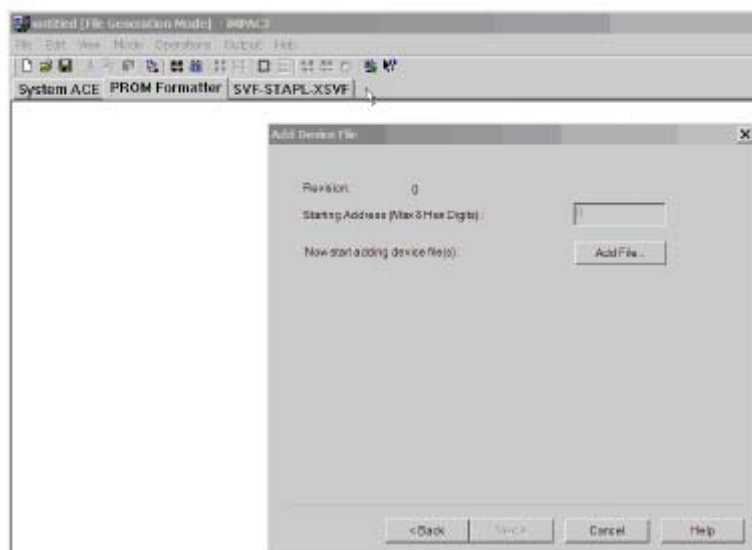 untitled [File Generation Mode] - iMPACT
File Edit View Mode Operations Output Help
System ACE PROM Formatter SVF-STAPL-XSVF
Add Device File
Revision: 0
Starting Address (Max 8 Hex Digits) :
Now start adding device file(s):
Add File...
< Back Next > Cancel Help